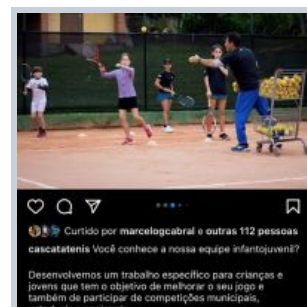 Curtido por marcelogcabral e outras 112 pessoas
cascatatenis Você conhece a nossa equipe infantojuvenil?
Desenvolvemos um trabalho específico para crianças e
jovens que tem o objetivo de melhorar o seu jogo e
também de participar de competições municipais,